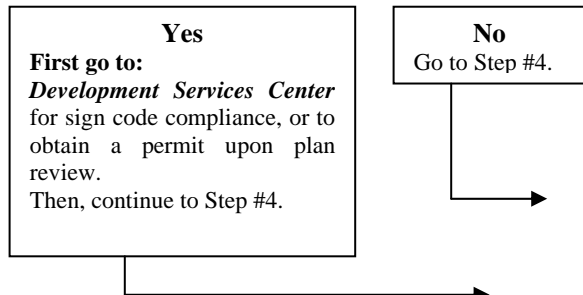 Yes
First go to:
Development Services Center
for sign code compliance, or to
obtain a permit upon plan
review.
Then, continue to Step #4.
No
Go to Step #4.